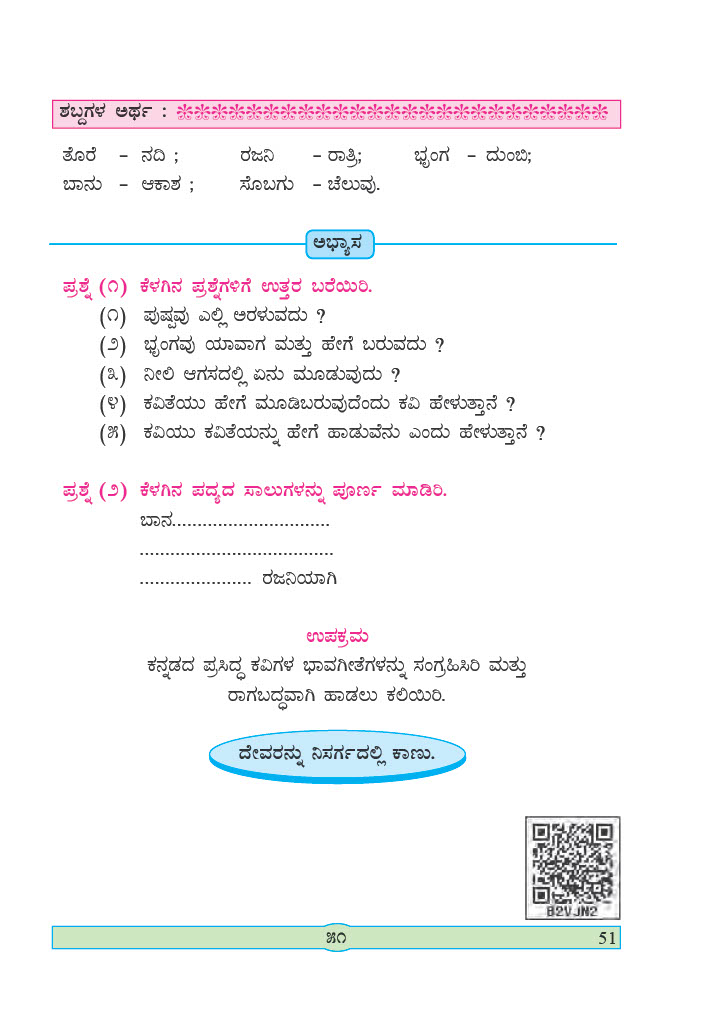 ಶಬ್ದಗಳ ಅರ್ಥ :
ತೊರೆ – ನದಿ ; ರಜನಿ – ರಾತ್ರಿ; ಭೃಂಗ – ದುಂಬಿ;
ಬಾನು – ಆಕಾಶ ; ಸೊಬಗು – ಚೆಲುವು.
ಅಭ್ಯಾಸ
ಪ್ರಶ್ನೆ (೧) ಕೆಳಗಿನ ಪ್ರಶ್ನೆಗಳಿಗೆ ಉತ್ತರ ಬರೆಯಿರಿ.
(೧) ಪುಷ್ಪವು ಎಲ್ಲಿ ಅರಳುವದು ?
(೨) ಭೃಂಗವು ಯಾವಾಗ ಮತ್ತು ಹೇಗೆ ಬರುವದು ?
(೩) ನೀಲಿ ಆಗಸದಲ್ಲಿ ಏನು ಮೂಡುವುದು ?
(೪) ಕವಿತೆಯು ಹೇಗೆ ಮೂಡಿಬರುವುದೆಂದು ಕವಿ ಹೇಳುತ್ತಾನೆ ?
(೫) ಕವಿಯು ಕವಿತೆಯನ್ನು ಹೇಗೆ ಹಾಡುವೆನು ಎಂದು ಹೇಳುತ್ತಾನೆ ?
ಪ್ರಶ್ನೆ (೨) ಕೆಳಗಿನ ಪದ್ಯದ ಸಾಲುಗಳನ್ನು ಪೂರ್ಣ ಮಾಡಿರಿ.
ಬಾನ...............................
......................................
...................... ರಜನಿಯಾಗಿ
ಉಪಕ್ರಮ
ಕನ್ನಡದ ಪ್ರಸಿದ್ಧ ಕವಿಗಳ ಭಾವಗೀತೆಗಳನ್ನು ಸಂಗ್ರಹಿಸಿರಿ ಮತ್ತು
ರಾಗಬದ್ಧವಾಗಿ ಹಾಡಲು ಕಲಿಯಿರಿ.
ದೇವರನ್ನು ನಿಸರ್ಗದಲ್ಲಿ ಕಾಣು.
B2VJN2
೫೧ 51